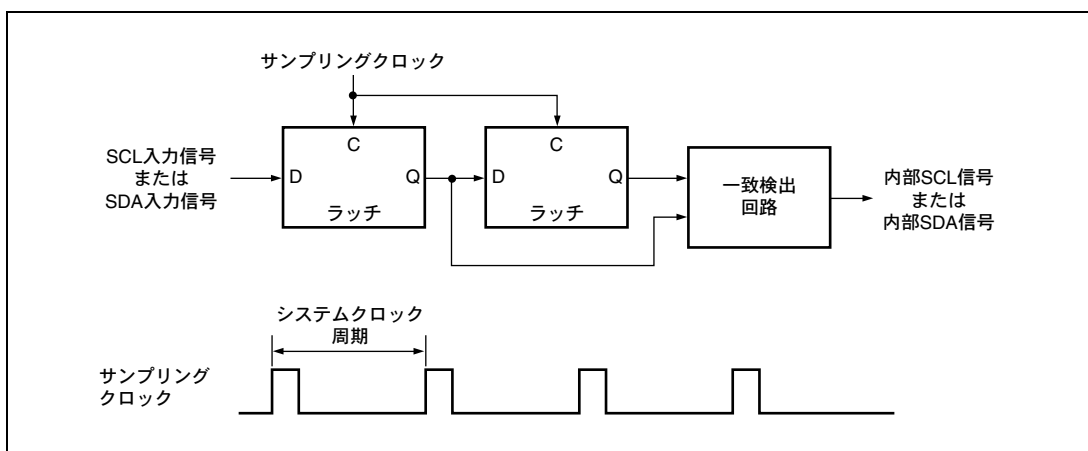 サンプリングクロック
SCL入力信号
または
SDA入力信号
C
D
Q
ラッチ
C
D
Q
ラッチ
一致検出
回路
内部SCL信号
または
内部SDA信号
システムクロック
周期
サンプリング
クロック